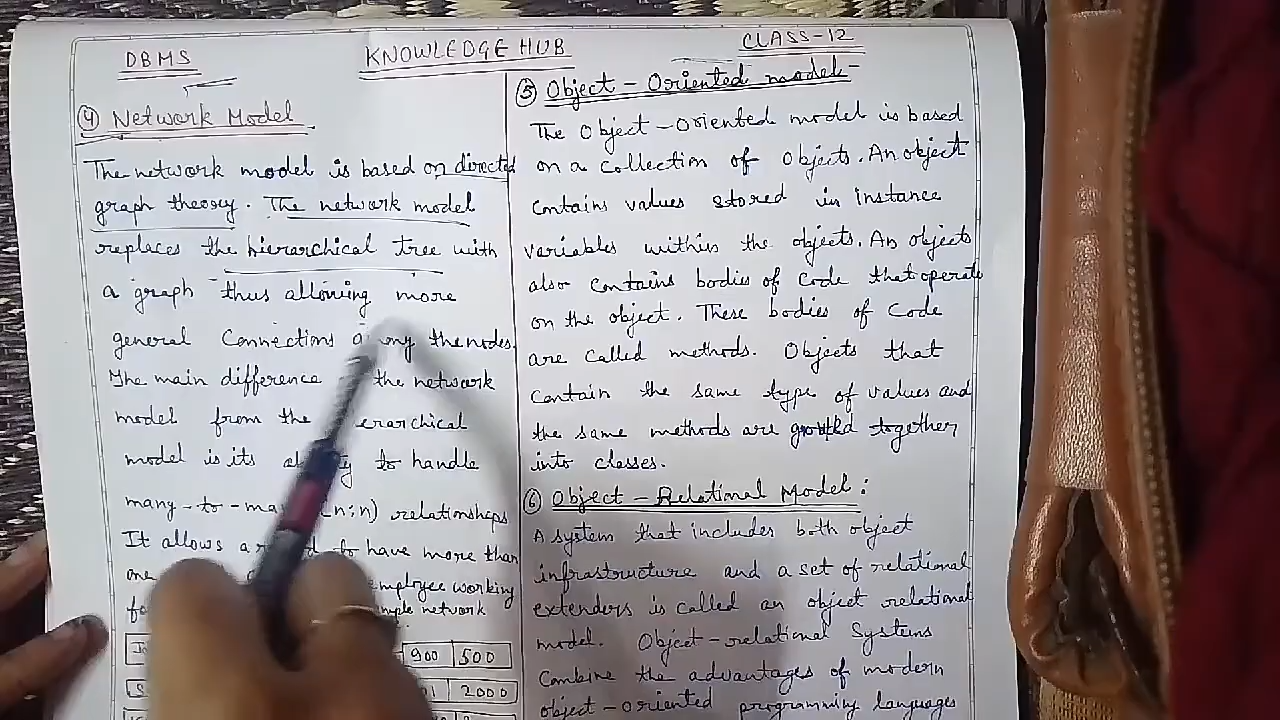 DBMS
KNOWLEDGE HUB
CLASS-12
④ Network Model
The network model is based on directed
graph theory. The network model
replaces the hierarchical tree with
a graph thus allowing more
general Connections among the nodes.
The main difference the network
model from the erarchical
model is its to handle
many-to-ma (n:n) relationships
It allows a to have more than
one employee working
network
900 500
2000
⑤ Object-Oriented model-
The Object-Oriented model is based
on a collection of Objects. An object
contains values stored in instance
variables within the objects. An objects
also contains bodies of code that operate
on the object. These bodies of Code
are called methods. Objects that
contain the same type of values and
the same methods are together
into classes.
⑥ Object-Relational Model:
A system that includes both object
infrastructure and a set of relational
extenders is called an object relational
model. Object-relational Systems
Combine the advantages of modern
object-oriented programming languages